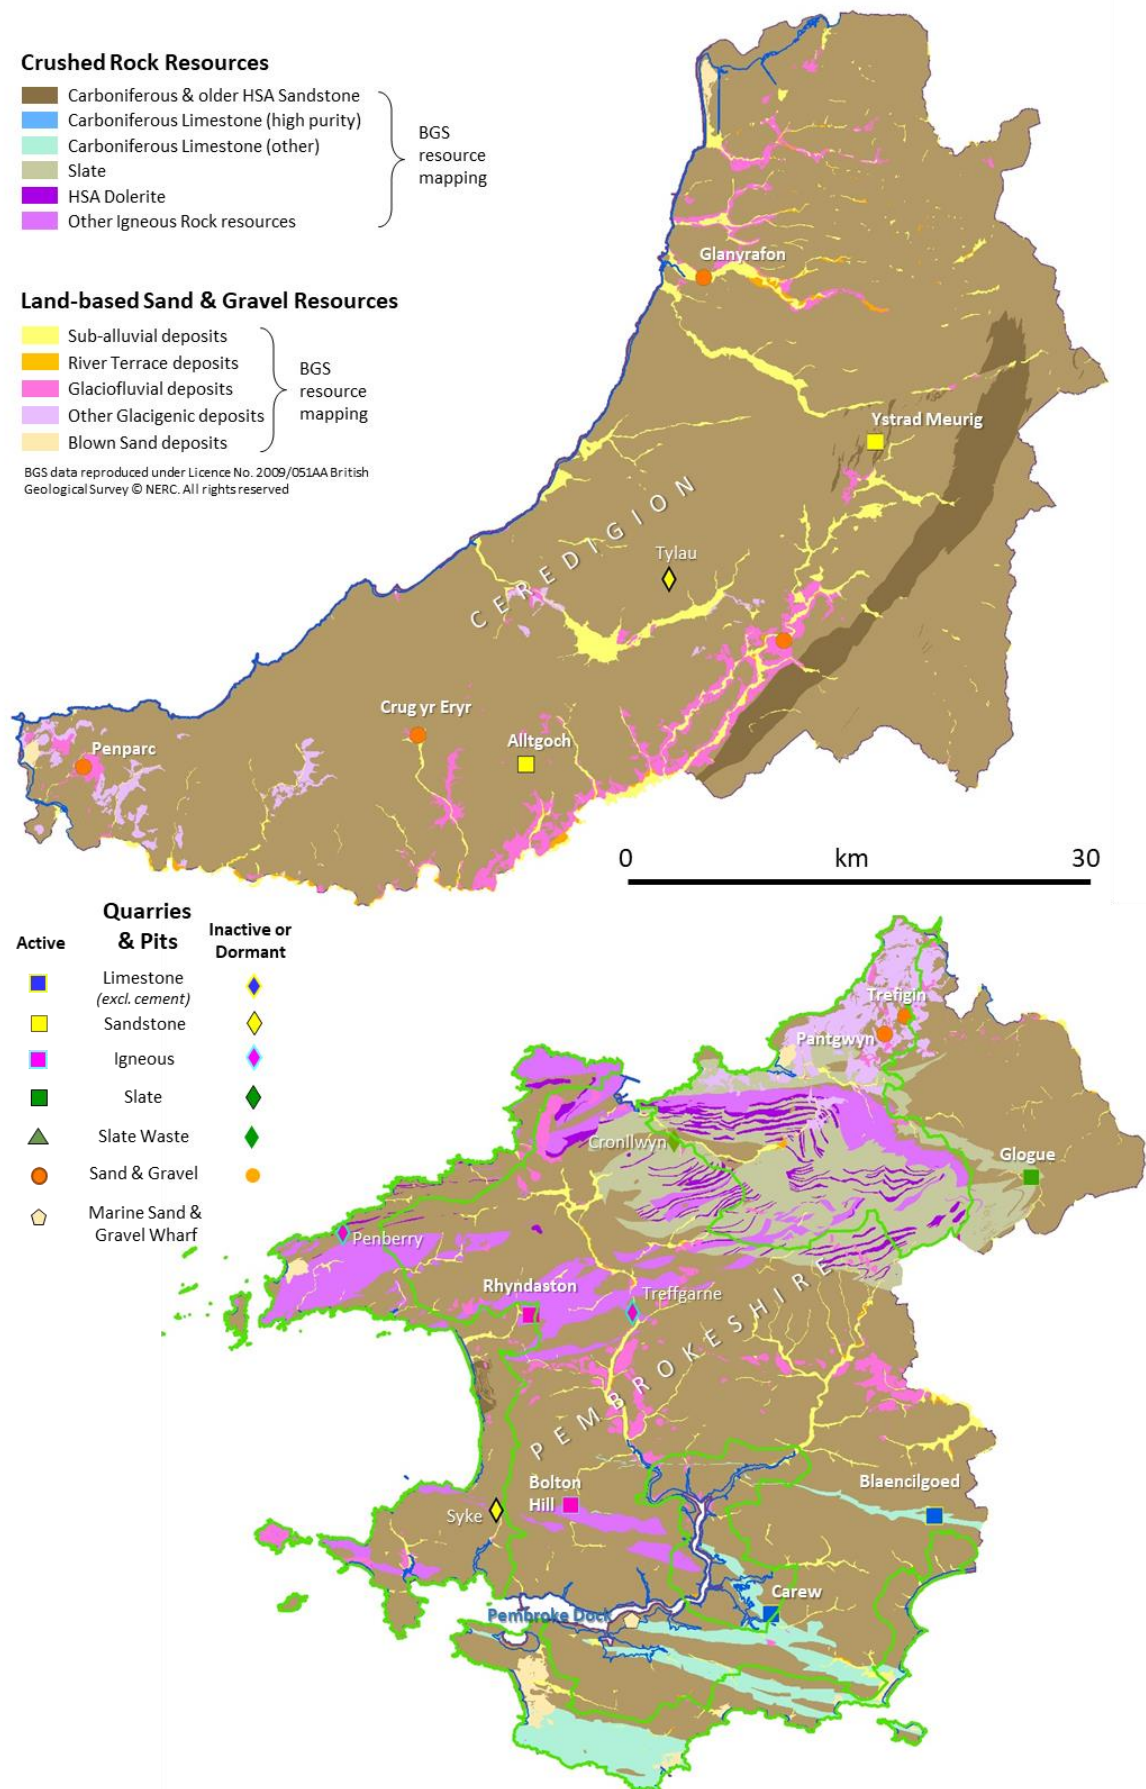 Crushed Rock Resources
Carboniferous & older HSA Sandstone
Carboniferous Limestone (high purity)
Carboniferous Limestone (other)
Slate
HSA Dolerite
Other Igneous Rock resources
BGS
resource
mapping
Land-based Sand & Gravel Resources
Sub-alluvial deposits
River Terrace deposits
Glaciofluvial deposits
Other Glacigenic deposits
Blown Sand deposits
BGS
resource
mapping
BGS data reproduced under Licence No. 2009/051AA British
Geological Survey © NERC. All rights reserved
Glanyrafon
Ystrad Meurig
CEREDIGION
Tylau
Crug yr Eryr
Alltgoch
Penparc
0 km 30
Quarries
& Pits
Active
Inactive or
Dormant
Limestone
(excl. cement)
Sandstone
Igneous
Slate
Slate Waste
Sand & Gravel
Marine Sand &
Gravel Wharf
Trefigin
Pantgwyn
Cronllwyn
Glogue
Penberry
Rhyndaston
Treffgarne
PEMBROKESHIRE
Bolton
Hill
Blaencilgoed
Syke
Carew
Pembroke Dock